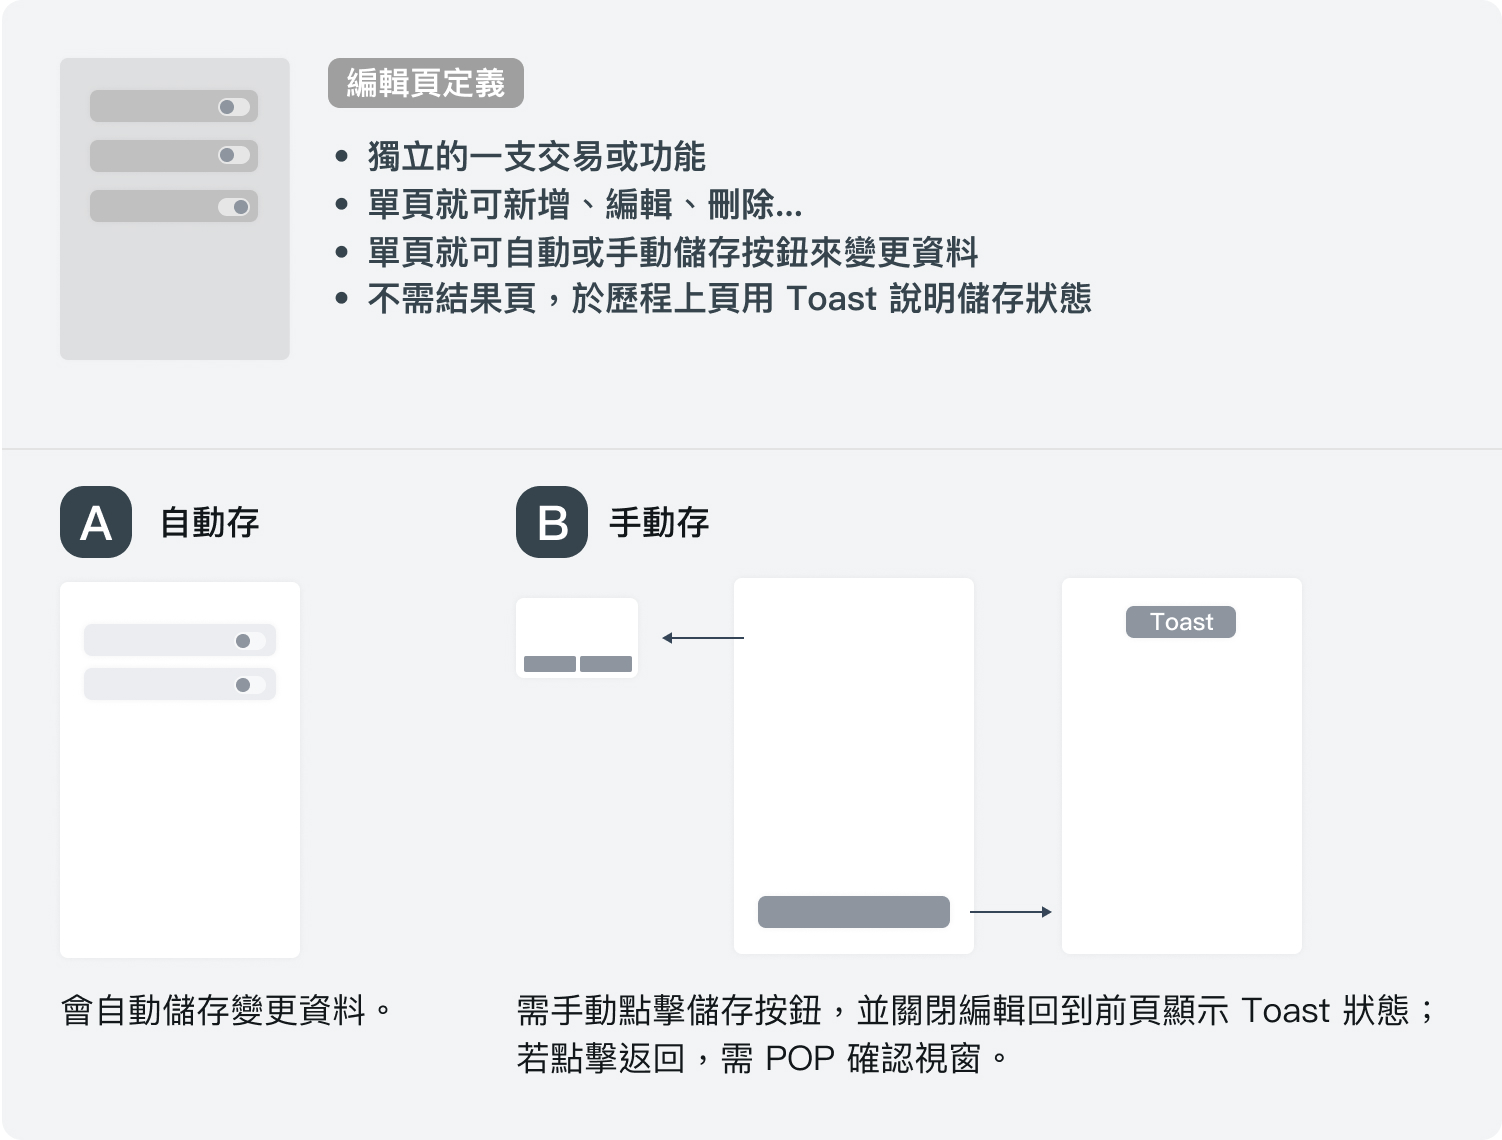 編輯頁定義
• 獨立的一支交易或功能
• 單頁就可新增、編輯、刪除...
• 單頁就可自動或手動儲存按鈕來變更資料
• 不需結果頁，於歷程上頁用 Toast 說明儲存狀態
A 自動存
B 手動存
Toast
會自動儲存變更資料。
需手動點擊儲存按鈕，並關閉編輯回到前頁顯示 Toast 狀態；
若點擊返回，需 POP 確認視窗。